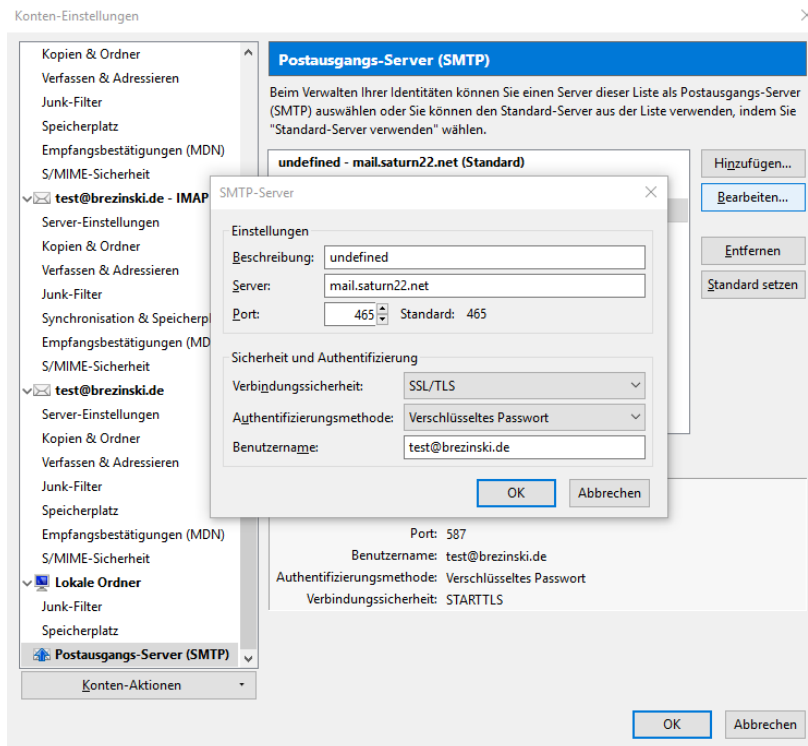 Konten-Einstellungen
Kopien & Ordner
Verfassen & Adressieren
Junk-Filter
Speicherplatz
Empfangsbestätigungen (MDN)
S/MIME-Sicherheit
test@brezinski.de - IMAP
Server-Einstellungen
Kopien & Ordner
Verfassen & Adressieren
Junk-Filter
Synchronisation & Speicherpl
Empfangsbestätigungen (MD
S/MIME-Sicherheit
test@brezinski.de
Server-Einstellungen
Kopien & Ordner
Verfassen & Adressieren
Junk-Filter
Speicherplatz
Empfangsbestätigungen (MDN)
S/MIME-Sicherheit
Lokale Ordner
Junk-Filter
Speicherplatz
Postausgangs-Server (SMTP)
Konten-Aktionen
Postausgangs-Server (SMTP)
Beim Verwalten Ihrer Identitäten können Sie einen Server dieser Liste als Postausgangs-Server
(SMTP) auswählen oder Sie können den Standard-Server aus der Liste verwenden, indem Sie
"Standard-Server verwenden" wählen.
undefined - mail.saturn22.net (Standard)
Hinzufügen...
Bearbeiten...
Entfernen
Standard setzen
SMTP-Server
Einstellungen
Beschreibung: undefined
Server: mail.saturn22.net
Port: 465 Standard: 465
Sicherheit und Authentifizierung
Verbindungssicherheit: SSL/TLS
Authentifizierungsmethode: Verschlüsseltes Passwort
Benutzername: test@brezinski.de
OK Abbrechen
Port: 587
Benutzername: test@brezinski.de
Authentifizierungsmethode: Verschlüsseltes Passwort
Verbindungssicherheit: STARTTLS
OK Abbrechen